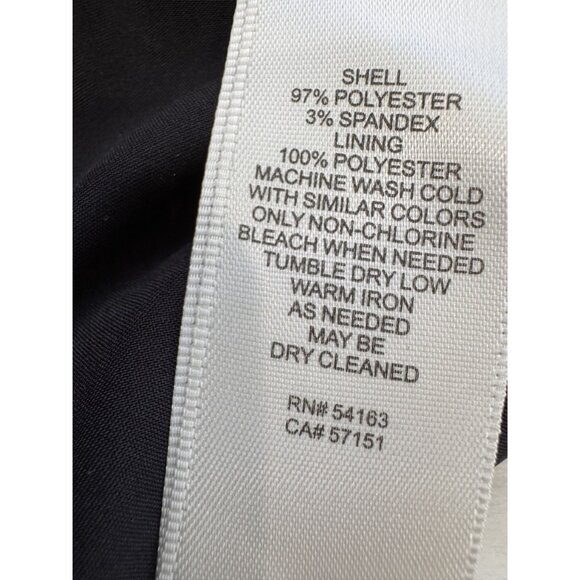 SHELL
97% POLYESTER
3% SPANDEX
LINING
100% POLYESTER
MACHINE WASH COLD
WITH SIMILAR COLORS
ONLY NON-CHLORINE
BLEACH WHEN NEEDED
TUMBLE DRY LOW
WARM IRON
AS NEEDED
MAY BE
DRY CLEANED
RN# 54163
CA# 57151